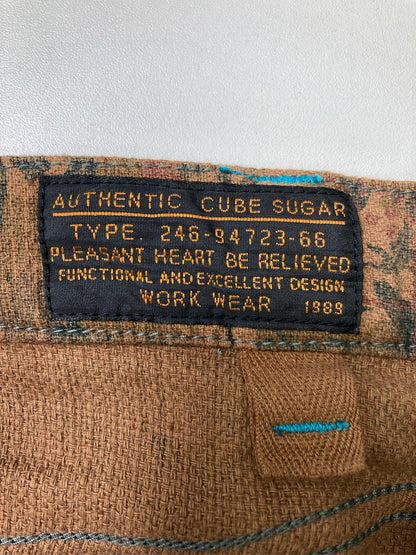 AUTHENTIC CUBE SUGAR
TYPE. 246-94723-66
PLEASANT HEART BE RELIEVED
FUNCTIONAL AND EXCELLENT DESIGN
WORK WEAR 1989